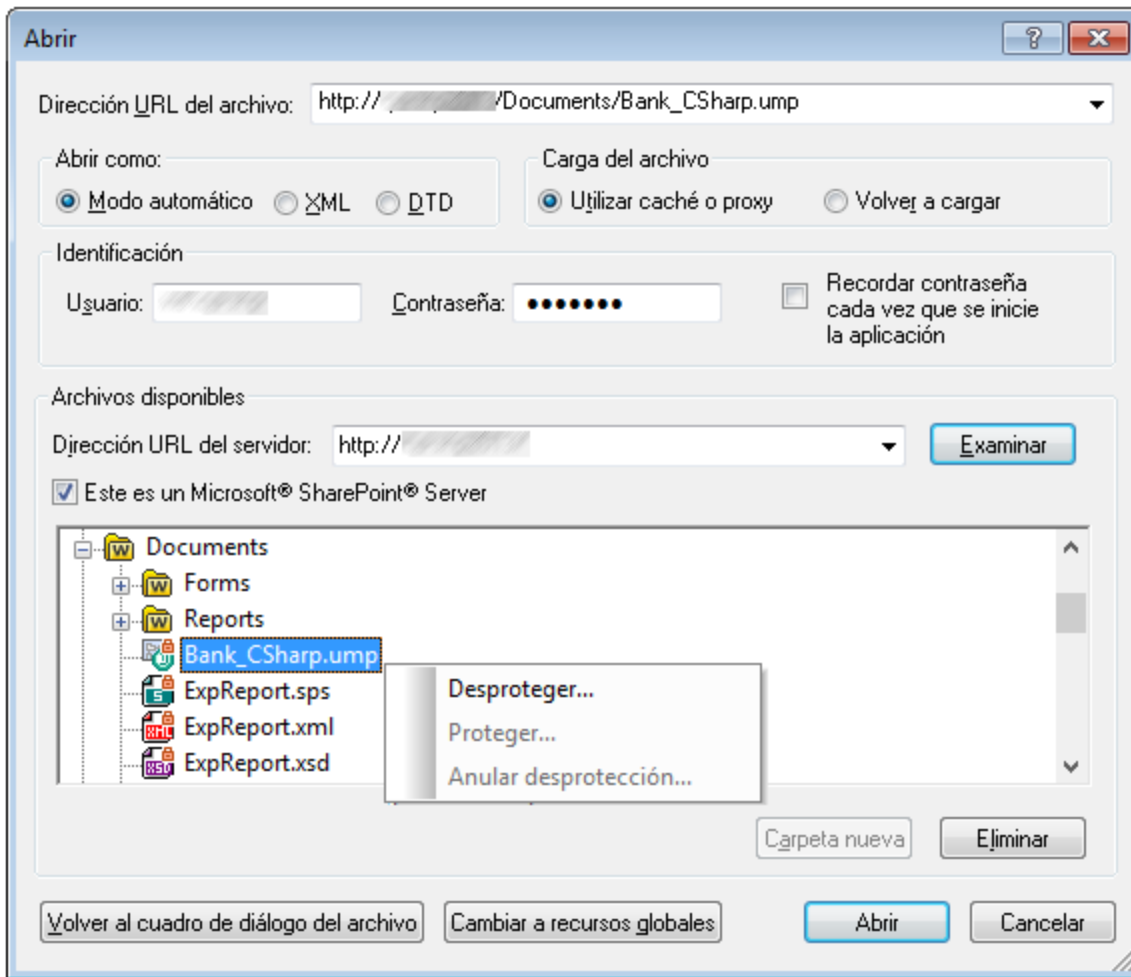 Abrir
Dirección URL del archivo: http:// /Documents/Bank_CSharp.ump
Abrir como:
Modo automático XML DTD
Carga del archivo
Utilizar caché o proxy Volver a cargar
Identificación
Usuario: Contraseña: •••••••
Recordar contraseña
cada vez que se inicie
la aplicación
Archivos disponibles
Dirección URL del servidor: http:// Examinar
Este es un Microsoft® SharePoint® Server
Documents
Forms
Reports
Bank_CSharp.ump
ExpReport.sps
ExpReport.xml
ExpReport.xsd
Desproteger...
Proteger...
Anular desprotección...
Carpeta nueva Eliminar
Volver al cuadro de diálogo del archivo Cambiar a recursos globales Abrir Cancelar